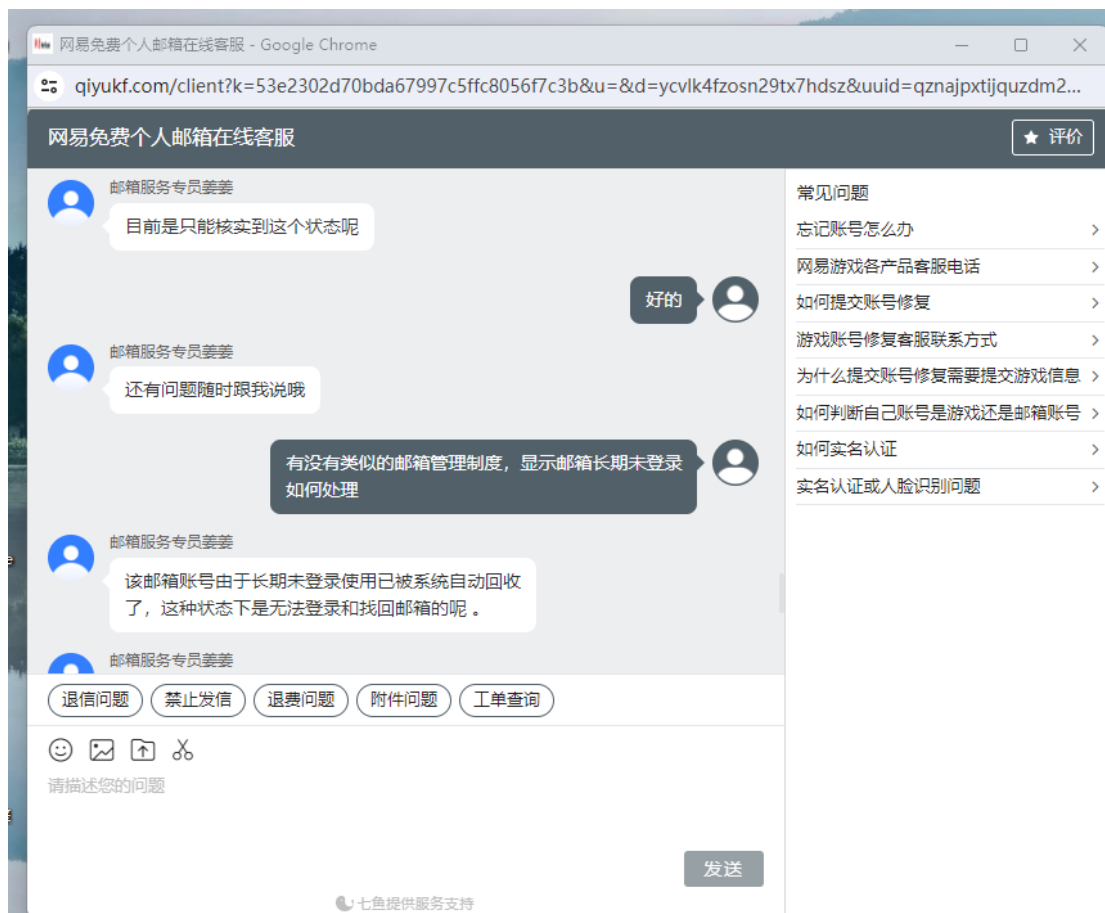 网易免费个人邮箱在线客服 - Google Chrome
qiyukf.com/client?k=53e2302d70bda67997c5ffc8056f7c3b&u=&d=ycvlk4fzosn29tx7hdsz&uuid=qznajpxtijquzdm2...
网易免费个人邮箱在线客服
评价
邮箱服务专员姜姜
目前是只能核实到这个状态呢
好的
邮箱服务专员姜姜
还有问题随时跟我说哦
有没有类似的邮箱管理制度，显示邮箱长期未登录
如何处理
邮箱服务专员姜姜
该邮箱账号由于长期未登录使用已被系统自动回收
了，这种状态下是无法登录和找回邮箱的呢 。
邮箱服务专员姜姜
退信问题
禁止发信
退费问题
附件问题
工单查询
请描述您的问题
发送
七鱼提供服务支持
常见问题
忘记账号怎么办
网易游戏各产品客服电话
如何提交账号修复
游戏账号修复客服联系方式
为什么提交账号修复需要提交游戏信息
如何判断自己账号是游戏还是邮箱账号
如何实名认证
实名认证或人脸识别问题